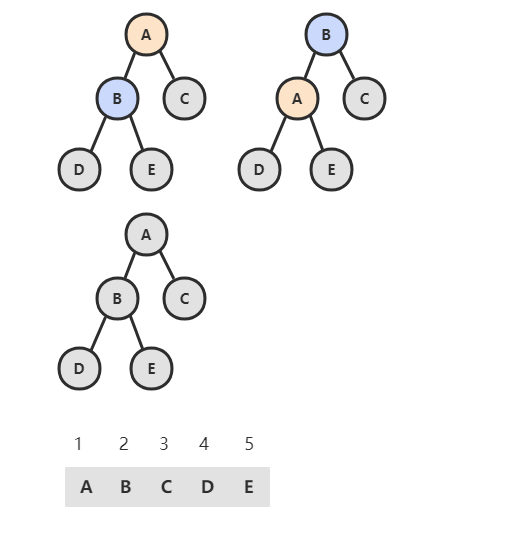 A B
B C A C
D E D E
A
B C
D E
1 2 3 4 5
A B C D E